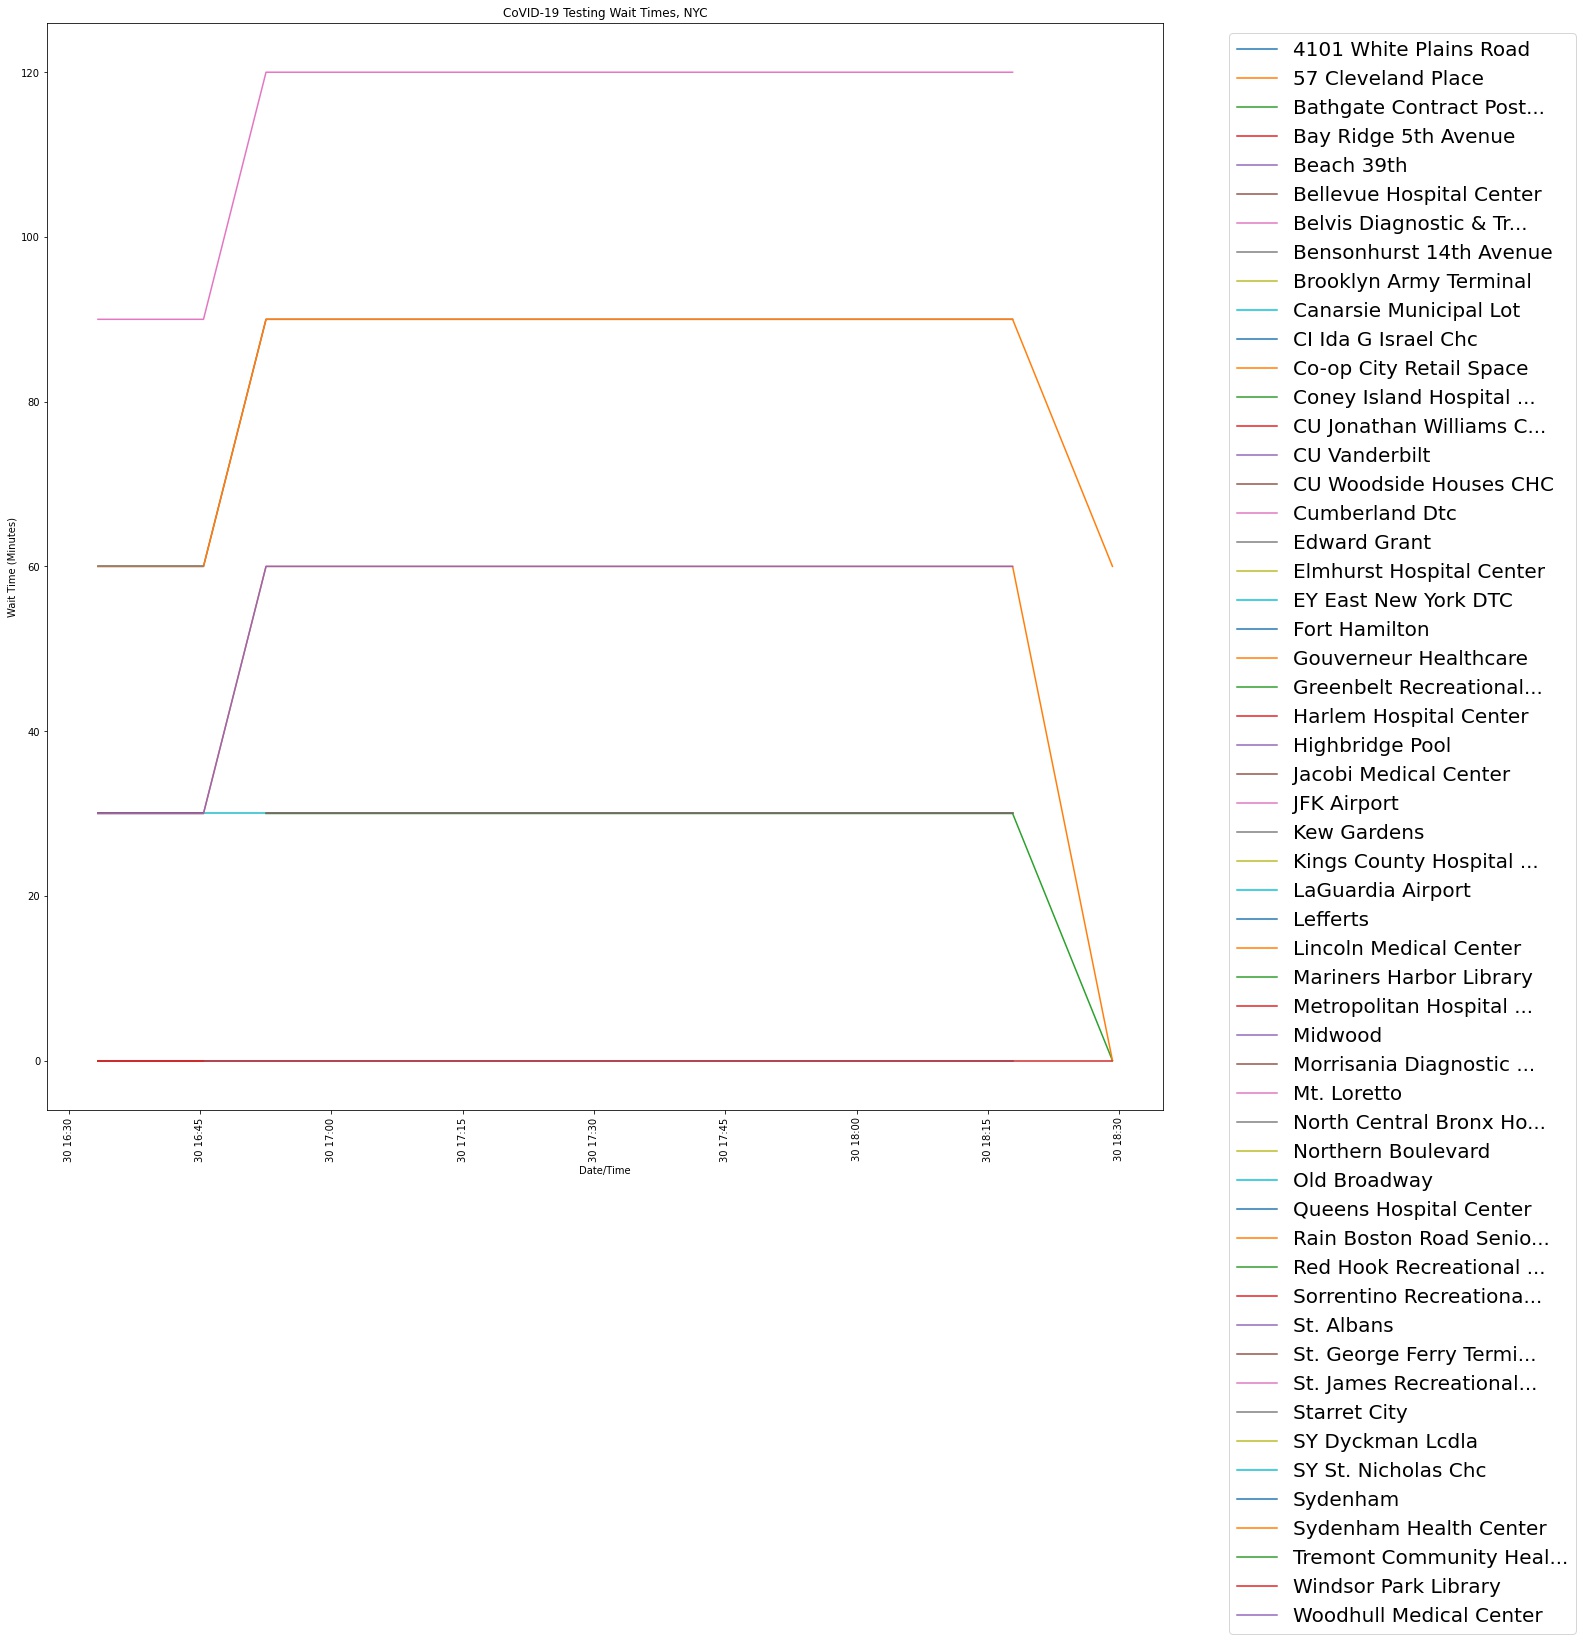 CoVID-19 Testing Wait Times, NYC
120
100
80
60
40
20
0
Wait Time (Minutes)
30 16:30
30 16:45
30 17:00
30 17:15
30 17:30
30 17:45
30 18:00
30 18:15
30 18:30
Date/Time
4101 White Plains Road
57 Cleveland Place
Bathgate Contract Post...
Bay Ridge 5th Avenue
Beach 39th
Bellevue Hospital Center
Belvis Diagnostic & Tr...
Bensonhurst 14th Avenue
Brooklyn Army Terminal
Canarsie Municipal Lot
CI Ida G Israel Chc
Co-op City Retail Space
Coney Island Hospital ...
CU Jonathan Williams C...
CU Vanderbilt
CU Woodside Houses CHC
Cumberland Dtc
Edward Grant
Elmhurst Hospital Center
EY East New York DTC
Fort Hamilton
Gouverneur Healthcare
Greenbelt Recreational...
Harlem Hospital Center
Highbridge Pool
Jacobi Medical Center
JFK Airport
Kew Gardens
Kings County Hospital ...
LaGuardia Airport
Lefferts
Lincoln Medical Center
Mariners Harbor Library
Metropolitan Hospital ...
Midwood
Morrisania Diagnostic ...
Mt. Loretto
North Central Bronx Ho...
Northern Boulevard
Old Broadway
Queens Hospital Center
Rain Boston Road Senio...
Red Hook Recreational ...
Sorrentino Recreationa...
St. Albans
St. George Ferry Termi...
St. James Recreational...
Starret City
SY Dyckman Lcdla
SY St. Nicholas Chc
Sydenham
Sydenham Health Center
Tremont Community Heal...
Windsor Park Library
Woodhull Medical Center